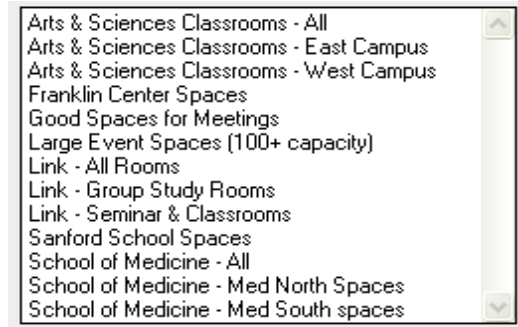 Arts & Sciences Classrooms - All
Arts & Sciences Classrooms - East Campus
Arts & Sciences Classrooms - West Campus
Franklin Center Spaces
Good Spaces for Meetings
Large Event Spaces (100+ capacity)
Link - All Rooms
Link - Group Study Rooms
Link - Seminar & Classrooms
Sanford School Spaces
School of Medicine - All
School of Medicine - Med North Spaces
School of Medicine - Med South spaces